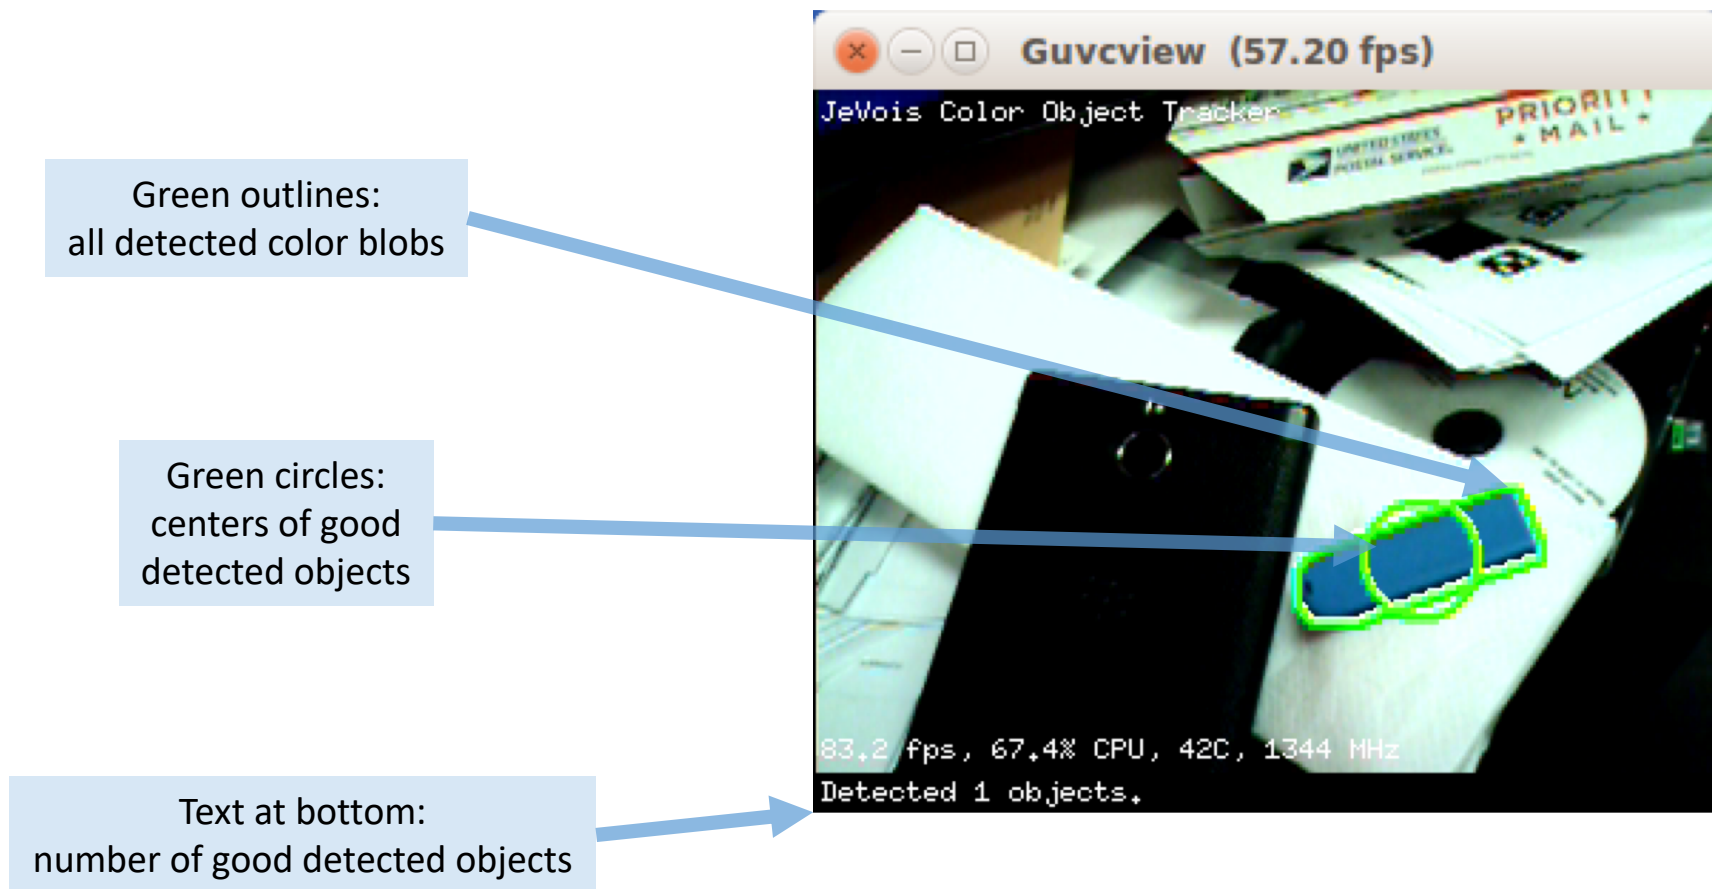 Guvcview (57.20 fps)
JeVois Color Object Tracker
PRIORITY
* MAIL *
UNITED STATES
POSTAL SERVICE
Green outlines:
all detected color blobs
Green circles:
centers of good
detected objects
83.2 fps, 67.4% CPU, 42C, 1344 MHz
Detected 1 objects.
Text at bottom:
number of good detected objects